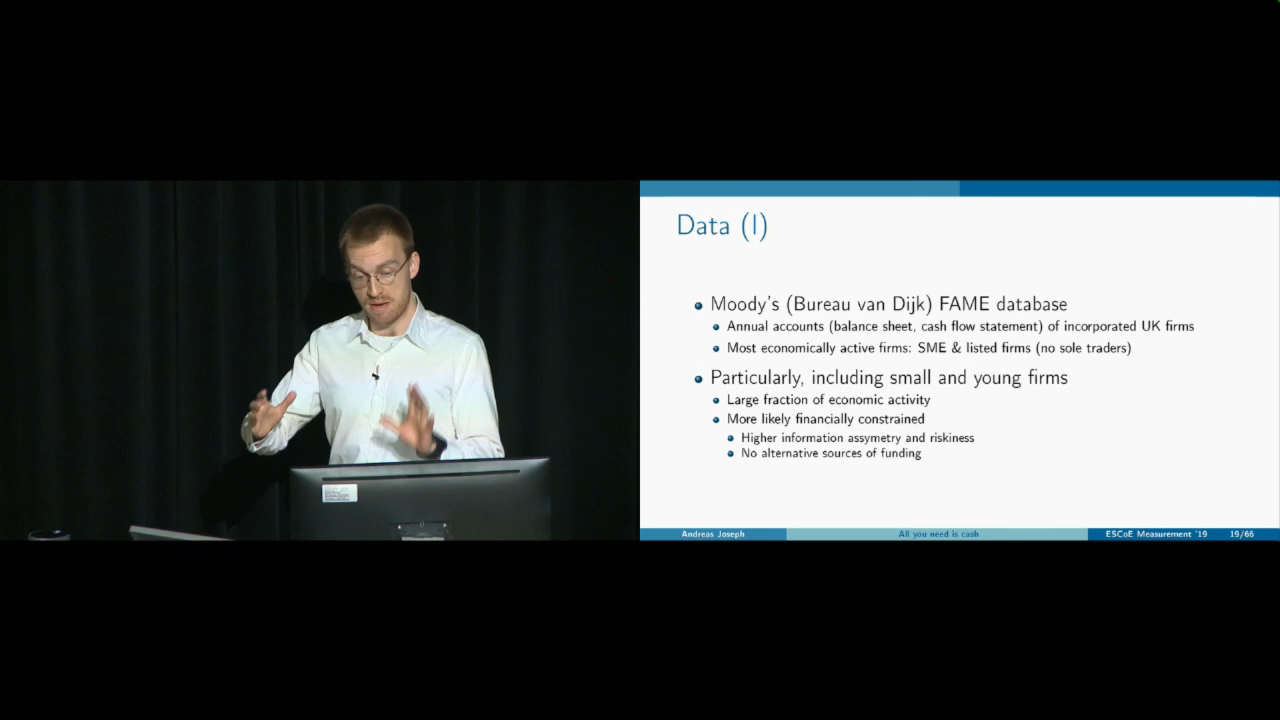 Data (I)
Moody's (Bureau van Dijk) FAME database
Annual accounts (balance sheet, cash flow statement) of incorporated UK firms
Most economically active firms: SME & listed firms (no sole traders)
Particularly, including small and young firms
Large fraction of economic activity
More likely financially constrained
Higher information assymetry and riskiness
No alternative sources of funding
Andreas Joseph
All you need is cash
ESCoE Measurement '19
19/66